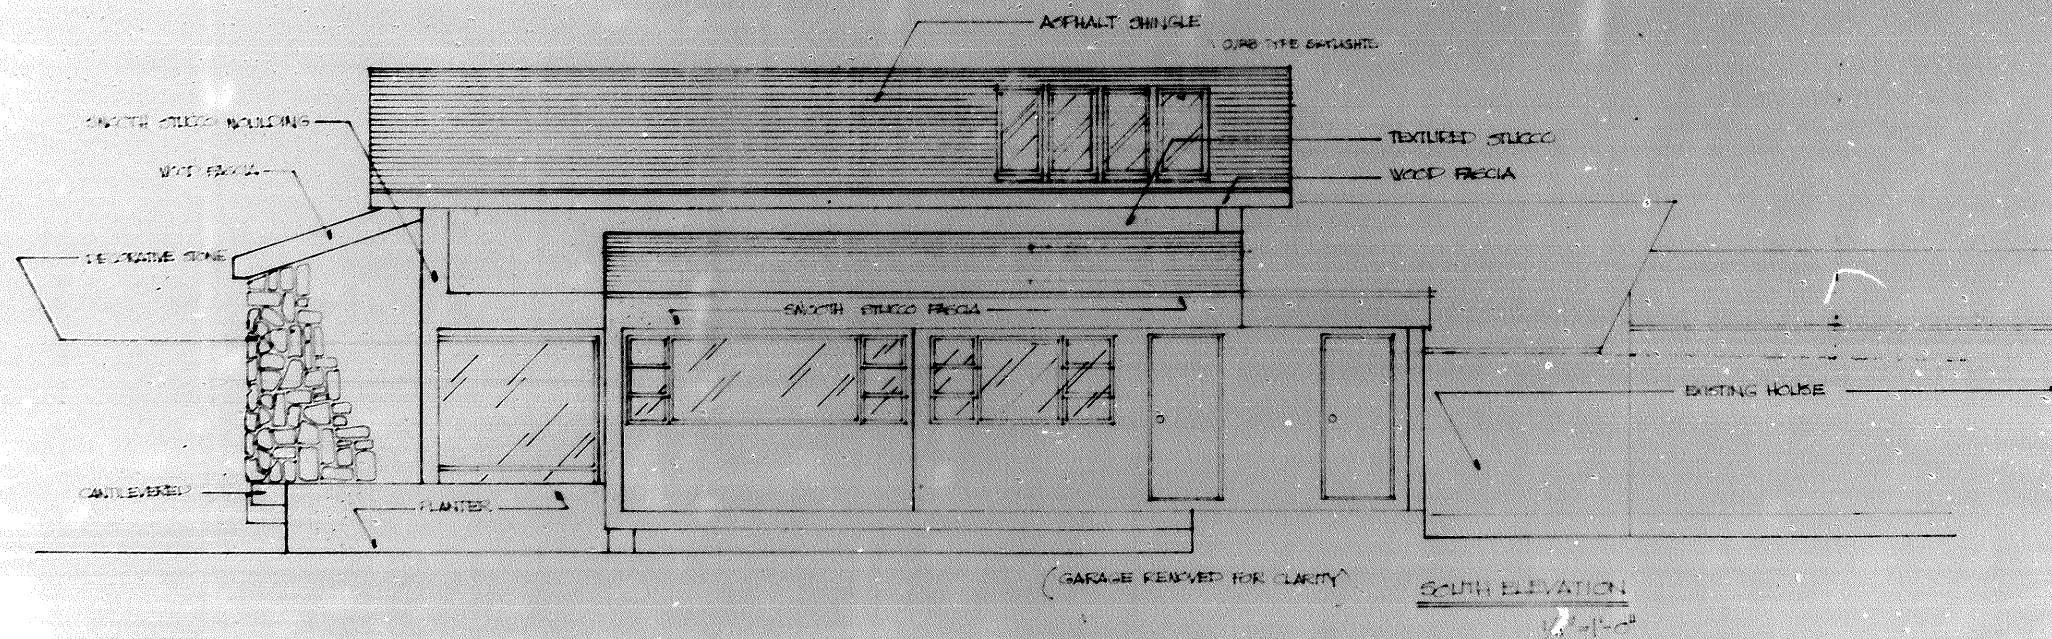 ASPHALT SHINGLE
CURB TYPE SKYLIGHTS
SMOOTH STUCCO MOULDING
TEXTURED STUCCO
WOOD FASCIA
WOOD FASCIA
DECORATIVE STONE
SMOOTH STUCCO FASCIA
EXISTING HOUSE
CANTILEVERED
PLANTER
(GARAGE REMOVED FOR CLARITY)
SOUTH ELEVATION